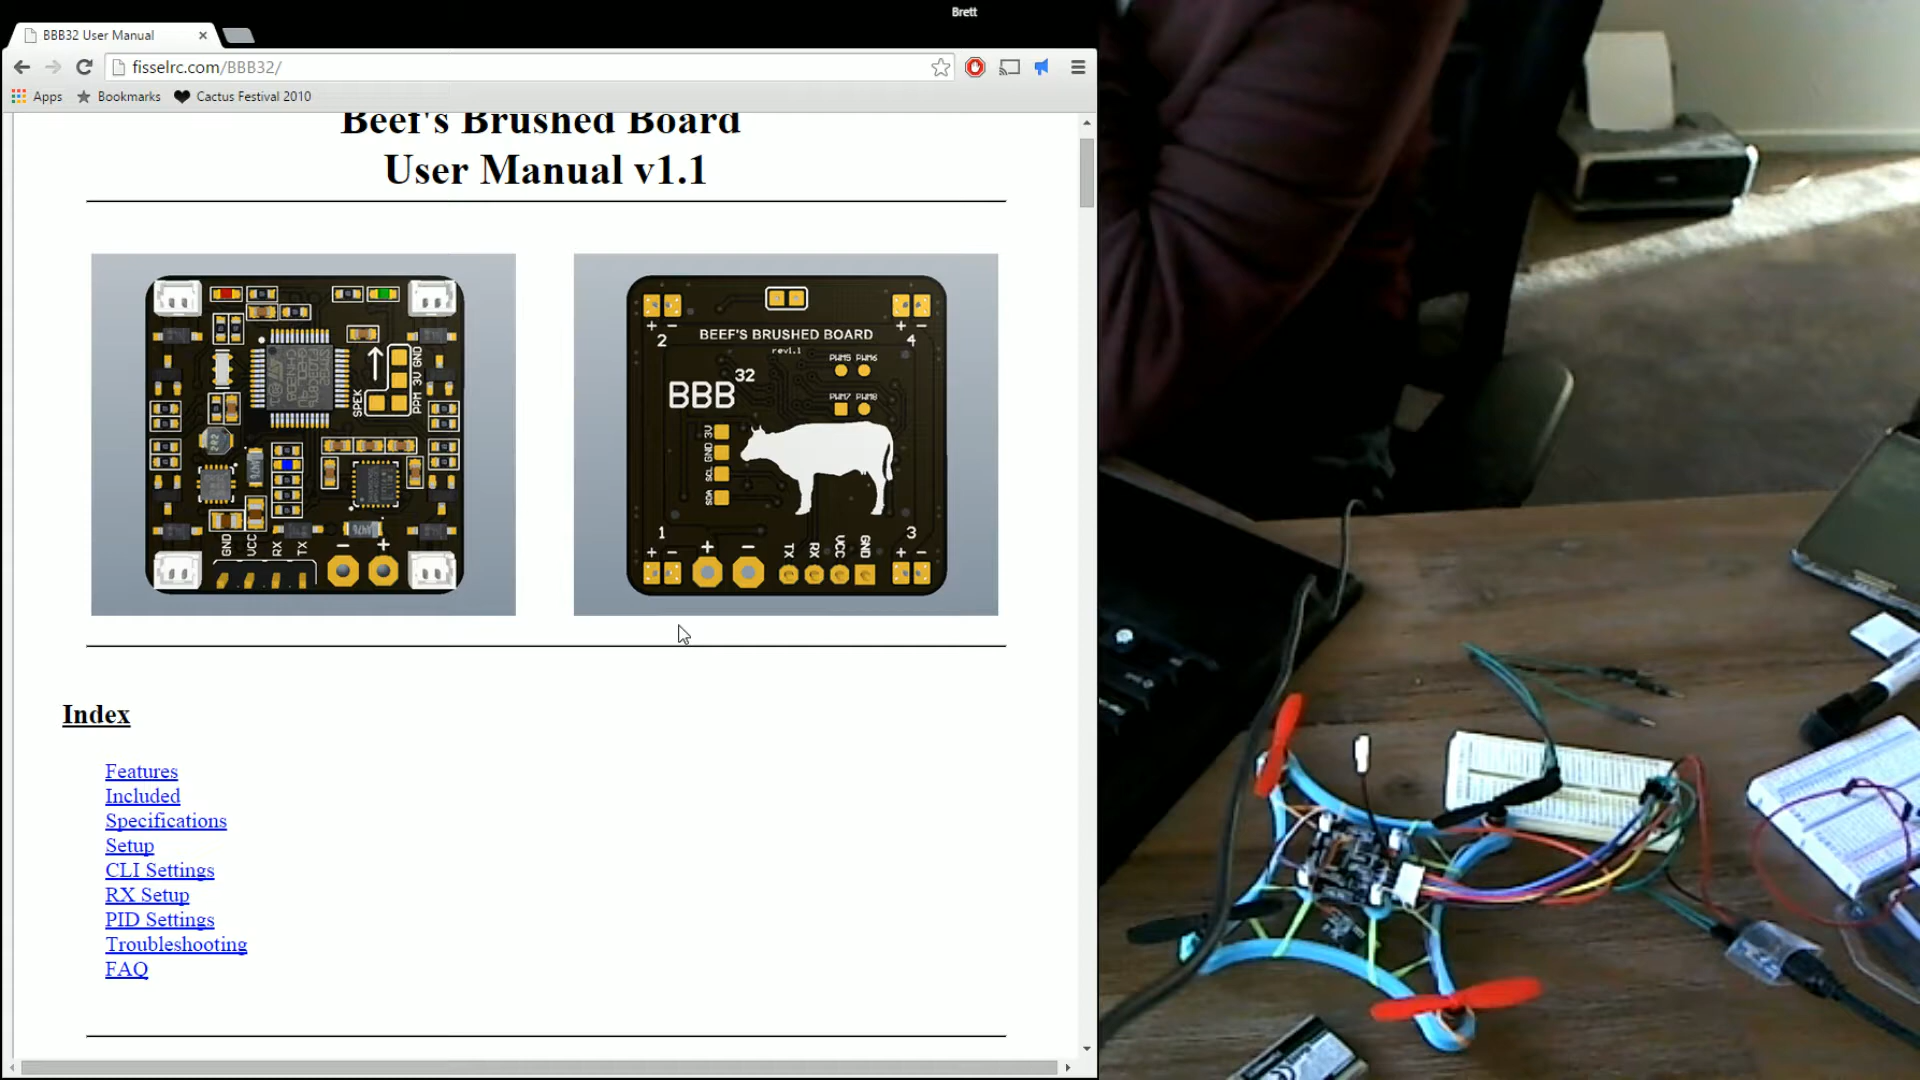 Brett
BBB32 User Manual
fisselrc.com/BBB32/
Apps Bookmarks Cactus Festival 2010
Beef's Brushed Board
User Manual v1.1
GND
3V
PPM
SPEK
2R2
GND VCC RX TX
- +
+ - + -
2 4
BEEF'S BRUSHED BOARD
rev1.1
PWM5 PWM6
BBB32
PWM7 PWM8
3V
GND
SCL
SDA
1 3
+ - + - TX RX VCC GND + -
Index
Features
Included
Specifications
Setup
CLI Settings
RX Setup
PID Settings
Troubleshooting
FAQ